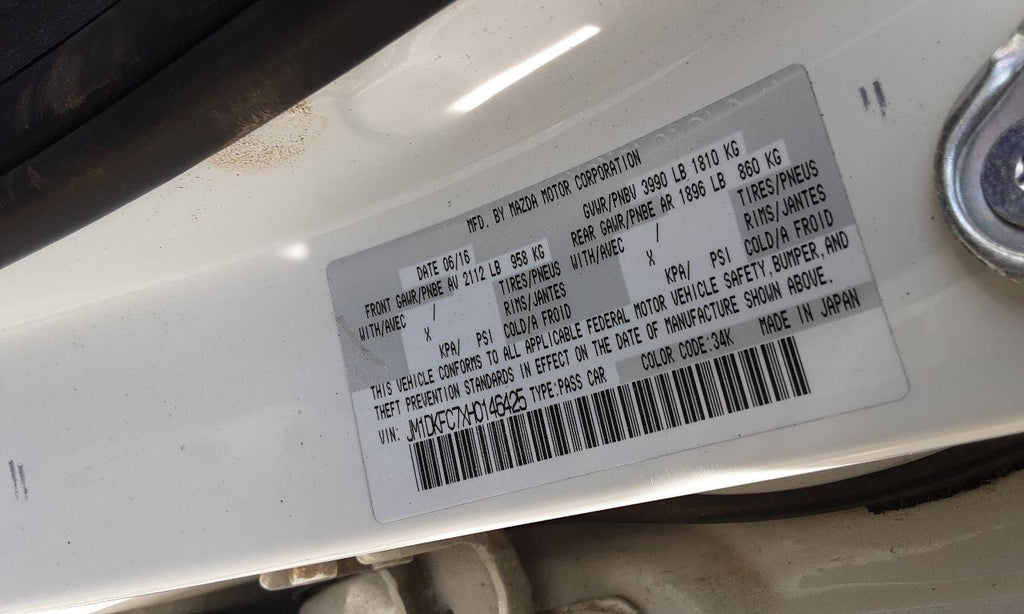 MFD. BY MAZDA MOTOR CORPORATION
DATE 06/16 GVWR/PNBV 3990 LB 1810 KG
FRONT GAWR/PNBE AV 2112 LB 958 KG REAR GAWR/PNBE AR 1896 LB 860 KG
WITH/AVEC / TIRES/PNEUS WITH/AVEC / TIRES/PNEUS
X RIMS/JANTES X RIMS/JANTES
KPA/ PSI COLD/A FROID KPA/ PSI COLD/A FROID
THIS VEHICLE CONFORMS TO ALL APPLICABLE FEDERAL MOTOR VEHICLE SAFETY, BUMPER, AND
THEFT PREVENTION STANDARDS IN EFFECT ON THE DATE OF MANUFACTURE SHOWN ABOVE.
VIN: JM1DKFC7XH0146425 TYPE:PASS CAR COLOR CODE:34K MADE IN JAPAN